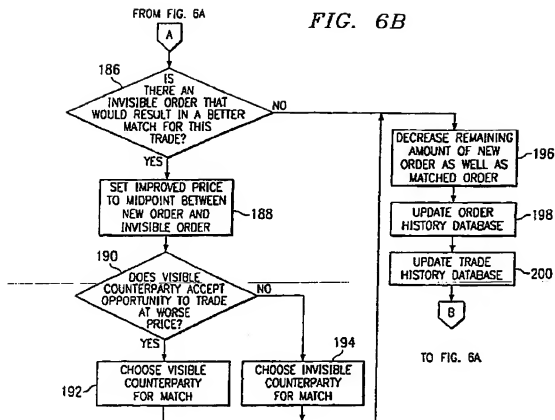 FROM FIG. 6A
FIG. 6B
A
186
IS
THERE AN
INVISIBLE ORDER THAT
WOULD RESULT IN A BETTER
MATCH FOR THIS
TRADE?
NO
YES
SET IMPROVED PRICE
TO MIDPOINT BETWEEN
NEW ORDER AND
INVISIBLE ORDER
188
190
DOES VISIBLE
COUNTERPARTY ACCEPT
OPPORTUNITY TO TRADE
AT WORSE
PRICE?
NO
YES
192
CHOOSE VISIBLE
COUNTERPARTY
FOR MATCH
194
CHOOSE INVISIBLE
COUNTERPARTY
FOR MATCH
DECREASE REMAINING
AMOUNT OF NEW
ORDER AS WELL AS
MATCHED ORDER
196
UPDATE ORDER
HISTORY DATABASE
198
UPDATE TRADE
HISTORY DATABASE
200
B
TO FIG. 6A